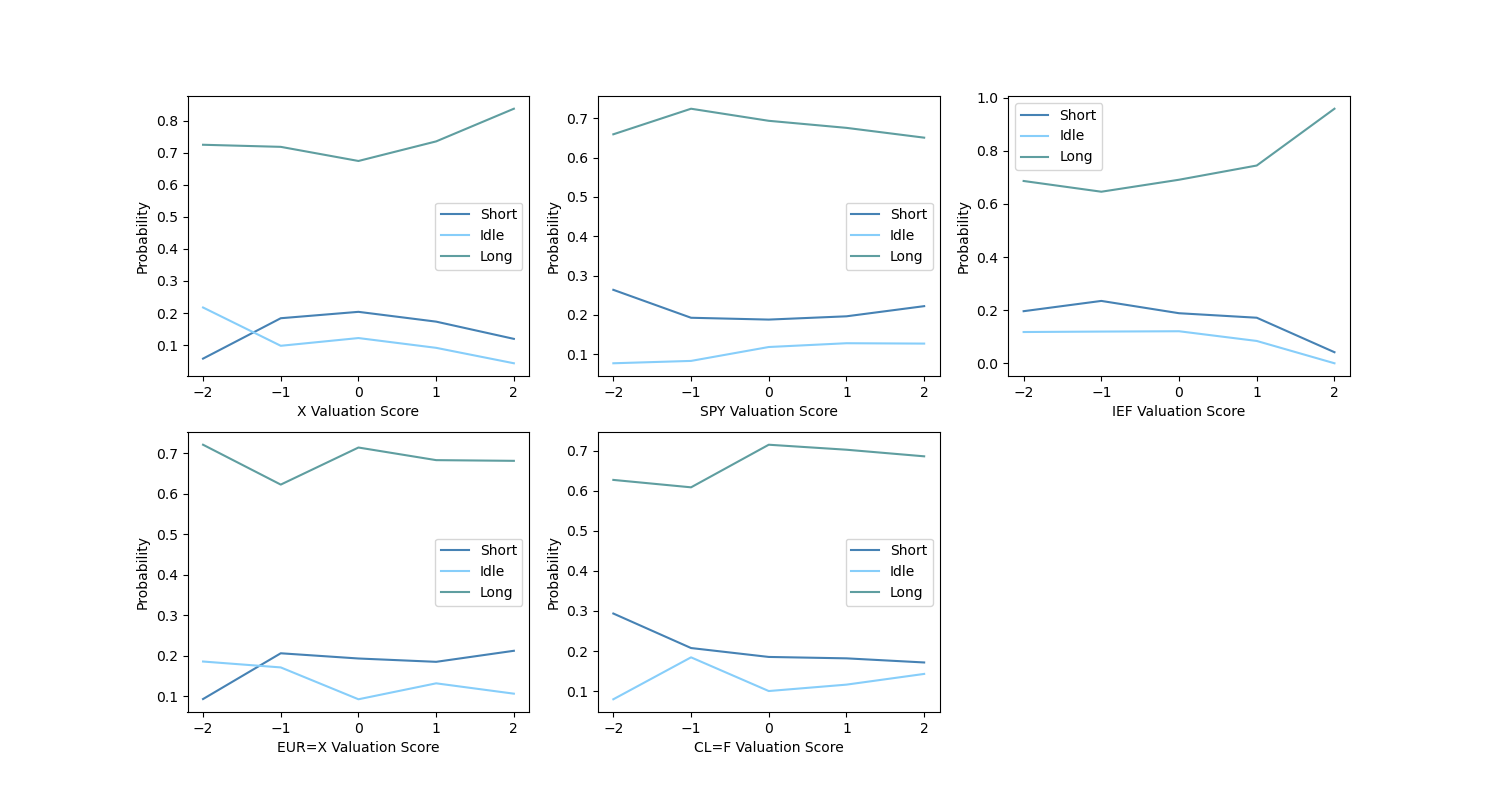 Probability
0.8
0.7
0.6
0.5
0.4
0.3
0.2
0.1
Short
Idle
Long
−2 −1 0 1 2
X Valuation Score
Probability
0.7
0.6
0.5
0.4
0.3
0.2
0.1
Short
Idle
Long
−2 −1 0 1 2
SPY Valuation Score
Probability
1.0
0.8
0.6
0.4
0.2
0.0
Short
Idle
Long
−2 −1 0 1 2
IEF Valuation Score
Probability
0.7
0.6
0.5
0.4
0.3
0.2
0.1
Short
Idle
Long
−2 −1 0 1 2
EUR=X Valuation Score
Probability
0.7
0.6
0.5
0.4
0.3
0.2
0.1
Short
Idle
Long
−2 −1 0 1 2
CL=F Valuation Score